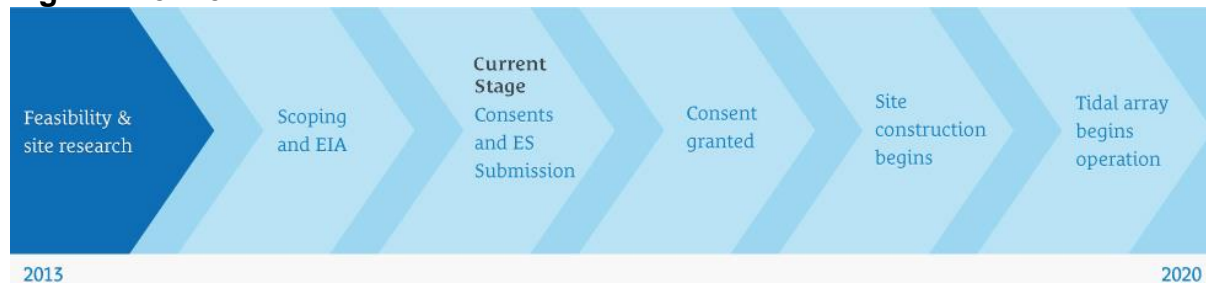 Feasibility &
site research
Scoping
and EIA
Current
Stage
Consents
and ES
Submission
Consent
granted
Site
construction
begins
Tidal array
begins
operation
2013
2020